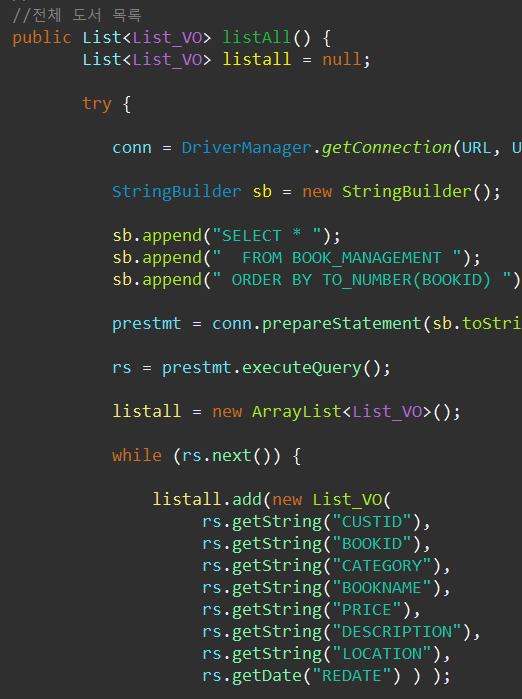 //전체 도서 목록
public List<List_VO> listAll() {
List<List_VO> listall = null;
try {
conn = DriverManager.getConnection(URL, U
StringBuilder sb = new StringBuilder();
sb.append("SELECT * ");
sb.append("  FROM BOOK_MANAGEMENT ");
sb.append(" ORDER BY TO_NUMBER(BOOKID) ")
prestmt = conn.prepareStatement(sb.toStri
rs = prestmt.executeQuery();
listall = new ArrayList<List_VO>();
while (rs.next()) {
listall.add(new List_VO(
rs.getString("CUSTID"),
rs.getString("BOOKID"),
rs.getString("CATEGORY"),
rs.getString("BOOKNAME"),
rs.getString("PRICE"),
rs.getString("DESCRIPTION"),
rs.getString("LOCATION"),
rs.getDate("REDATE") ) );